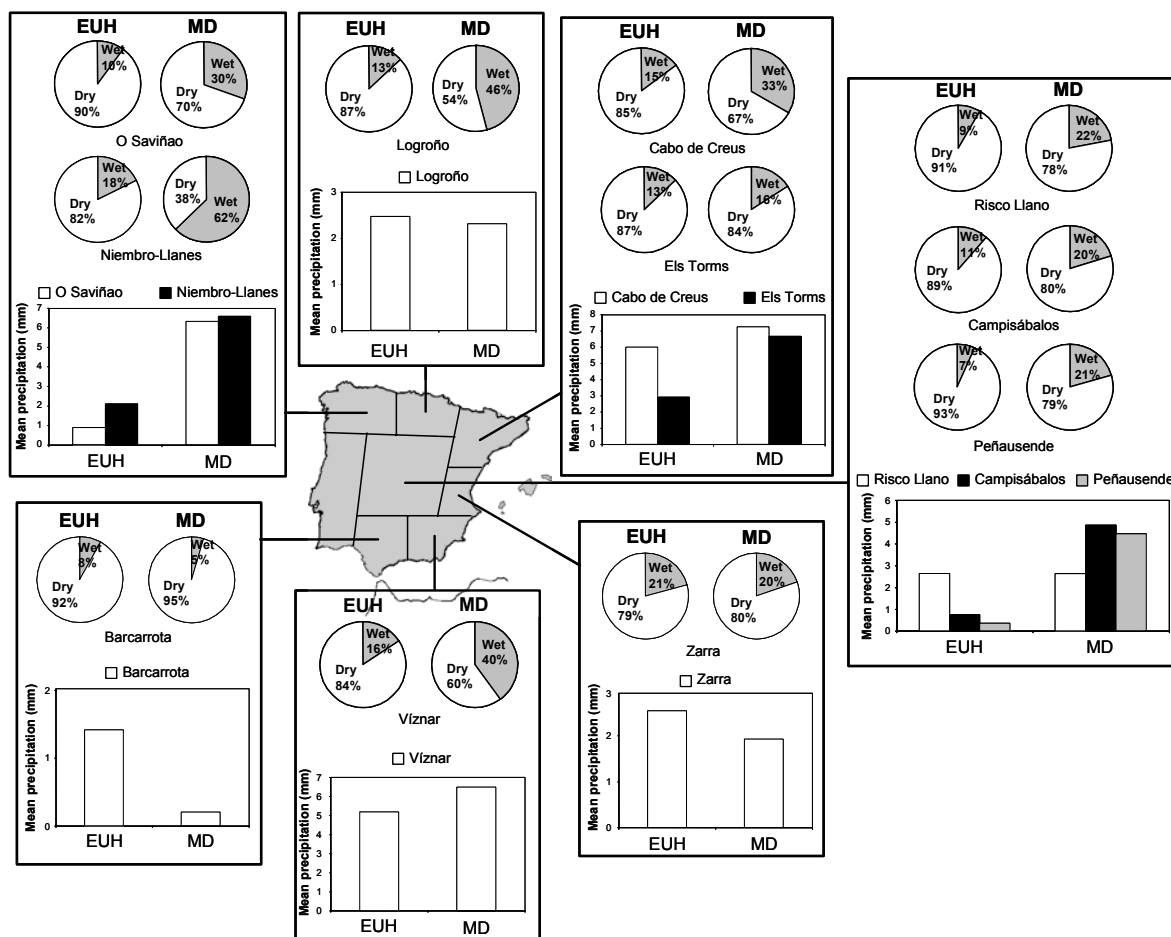 EUH MD
Wet
10%
Dry
90%
Wet
30%
Dry
70%
O Saviñao
Wet
18%
Dry
82%
Dry
38%
Wet
62%
Niembro-Llanes
O Saviñao Niembro-Llanes
Mean precipitation (mm)
7
6
5
4
3
2
1
0
EUH MD
EUH MD
Wet
13%
Dry
87%
Dry
54%
Wet
46%
Logroño
Logroño
Mean precipitation (mm)
3
2
1
0
EUH MD
EUH MD
Wet
15%
Dry
85%
Wet
33%
Dry
67%
Cabo de Creus
Wet
13%
Dry
87%
Wet
16%
Dry
84%
Els Torms
Cabo de Creus Els Torms
Mean precipitation (mm)
8
7
6
5
4
3
2
1
0
EUH MD
EUH MD
Wet
9%
Dry
91%
Wet
22%
Dry
78%
Risco Llano
Wet
11%
Dry
89%
Wet
20%
Dry
80%
Campisábalos
Wet
7%
Dry
93%
Wet
21%
Dry
79%
Peñausende
Risco Llano Campisábalos Peñausende
Mean precipitation (mm)
6
5
4
3
2
1
0
EUH MD
EUH MD
Wet
8%
Dry
92%
Wet
5%
Dry
95%
Barcarrota
Barcarrota
Mean precipitation (mm)
2
1
0
EUH MD
EUH MD
Wet
16%
Dry
84%
Wet
40%
Dry
60%
Víznar
Víznar
Mean precipitation (mm)
7
6
5
4
3
2
1
0
EUH MD
EUH MD
Wet
21%
Dry
79%
Wet
20%
Dry
80%
Zarra
Zarra
Mean precipitation (mm)
3
2
1
0
EUH MD